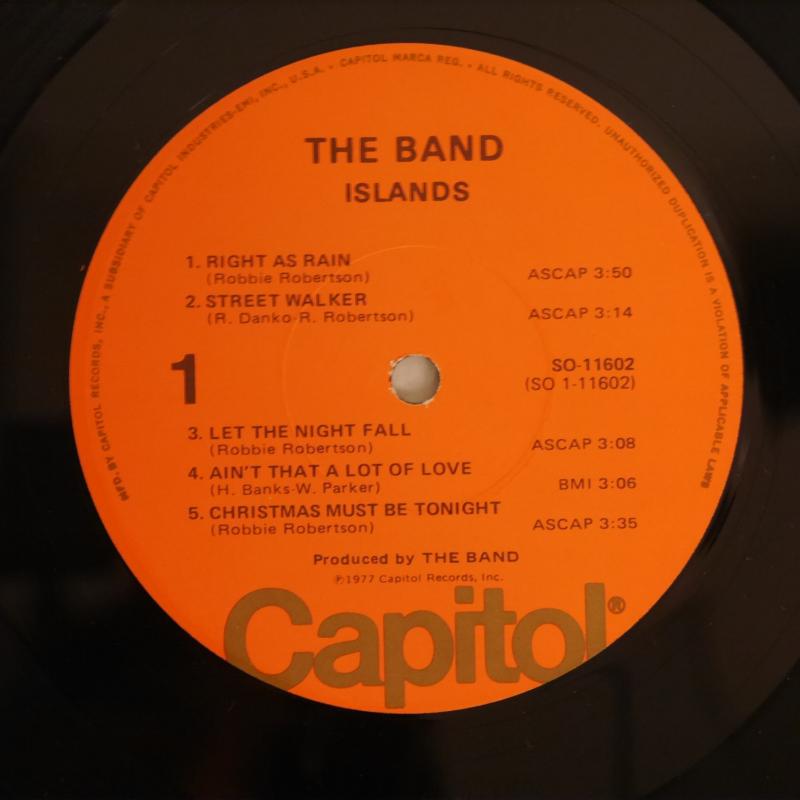 MFD. BY CAPITOL RECORDS, INC., A SUBSIDIARY OF CAPITOL INDUSTRIES-EMI, INC., U.S.A. • CAPITOL MARCA REG. • ALL RIGHTS RESERVED. UNAUTHORIZED DUPLICATION IS A VIOLATION OF APPLICABLE LAWS
THE BAND
ISLANDS
1. RIGHT AS RAIN
(Robbie Robertson) ASCAP 3:50
2. STREET WALKER
(R. Danko-R. Robertson) ASCAP 3:14
1 SO-11602
(SO 1-11602)
3. LET THE NIGHT FALL
(Robbie Robertson) ASCAP 3:08
4. AIN'T THAT A LOT OF LOVE
(H. Banks-W. Parker) BMI 3:06
5. CHRISTMAS MUST BE TONIGHT
(Robbie Robertson) ASCAP 3:35
Produced by THE BAND
℗1977 Capitol Records, Inc.
Capitol®